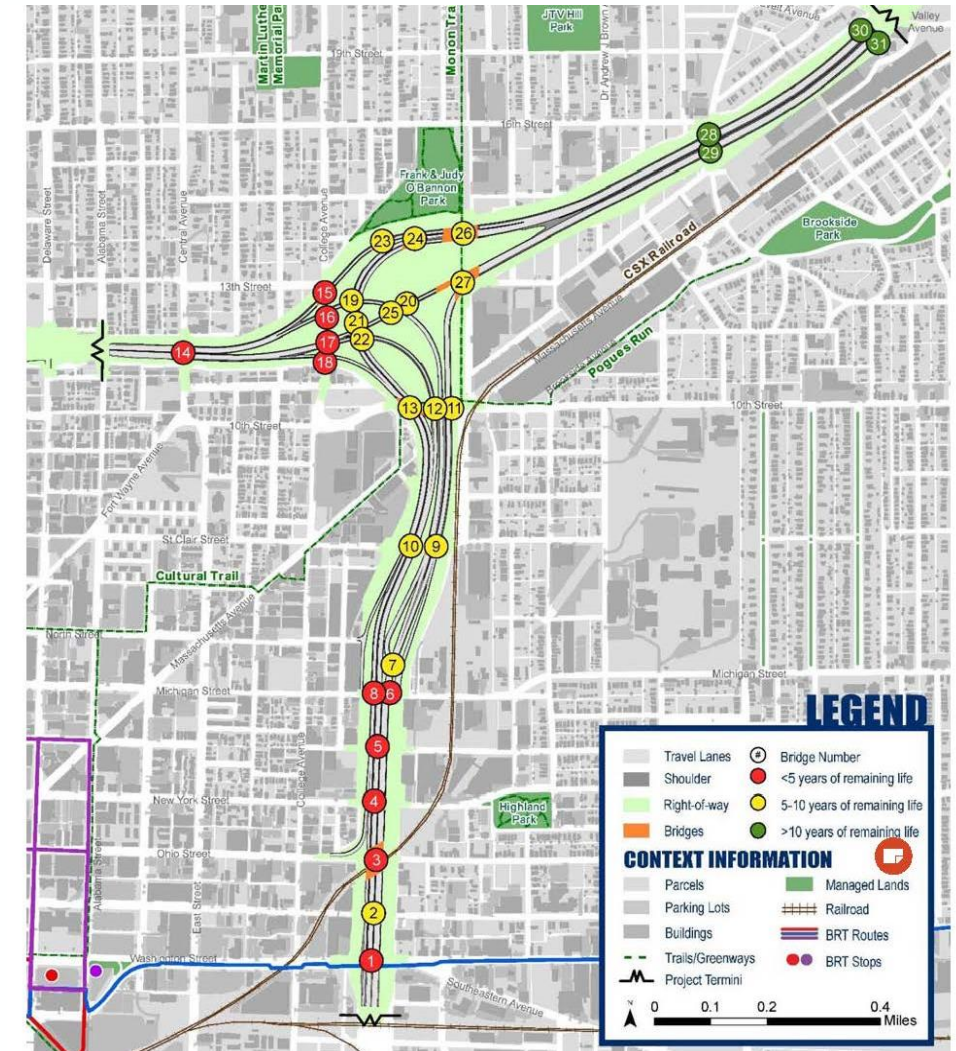 Valley
Avenue
30
31
JTV Hill
Park
Martin Luther
Memorial Park
Monon Trail
19th Street
16th Street
28
29
Frank & Judy
O'Bannon
Park
Brookside
Park
Delaware Street
Alabama Street
Central Avenue
College Avenue
23
24
26
CSX Railroad
13th Street
15
27
19
20
16
25
21
17
22
14
18
Massachusetts Avenue
Pogues Run
13
12
11
10th Street
10th Street
Fort Wayne Avenue
St Clair Street
10
9
Cultural Trail
Massachusetts Avenue
North Street
7
Michigan Street
Michigan Street
8
6
5
College Avenue
New York Street
4
Highland
Park
Ohio Street
3
Alabama Street
East Street
2
Washington Street
1
Southeastern Avenue
LEGEND
Travel Lanes
# Bridge Number
Shoulder
<5 years of remaining life
Right-of-way
5-10 years of remaining life
Bridges
>10 years of remaining life
CONTEXT INFORMATION
Parcels
Managed Lands
Parking Lots
Railroad
Buildings
BRT Routes
Trails/Greenways
BRT Stops
Project Termini
N
0 0.1 0.2 0.4
Miles